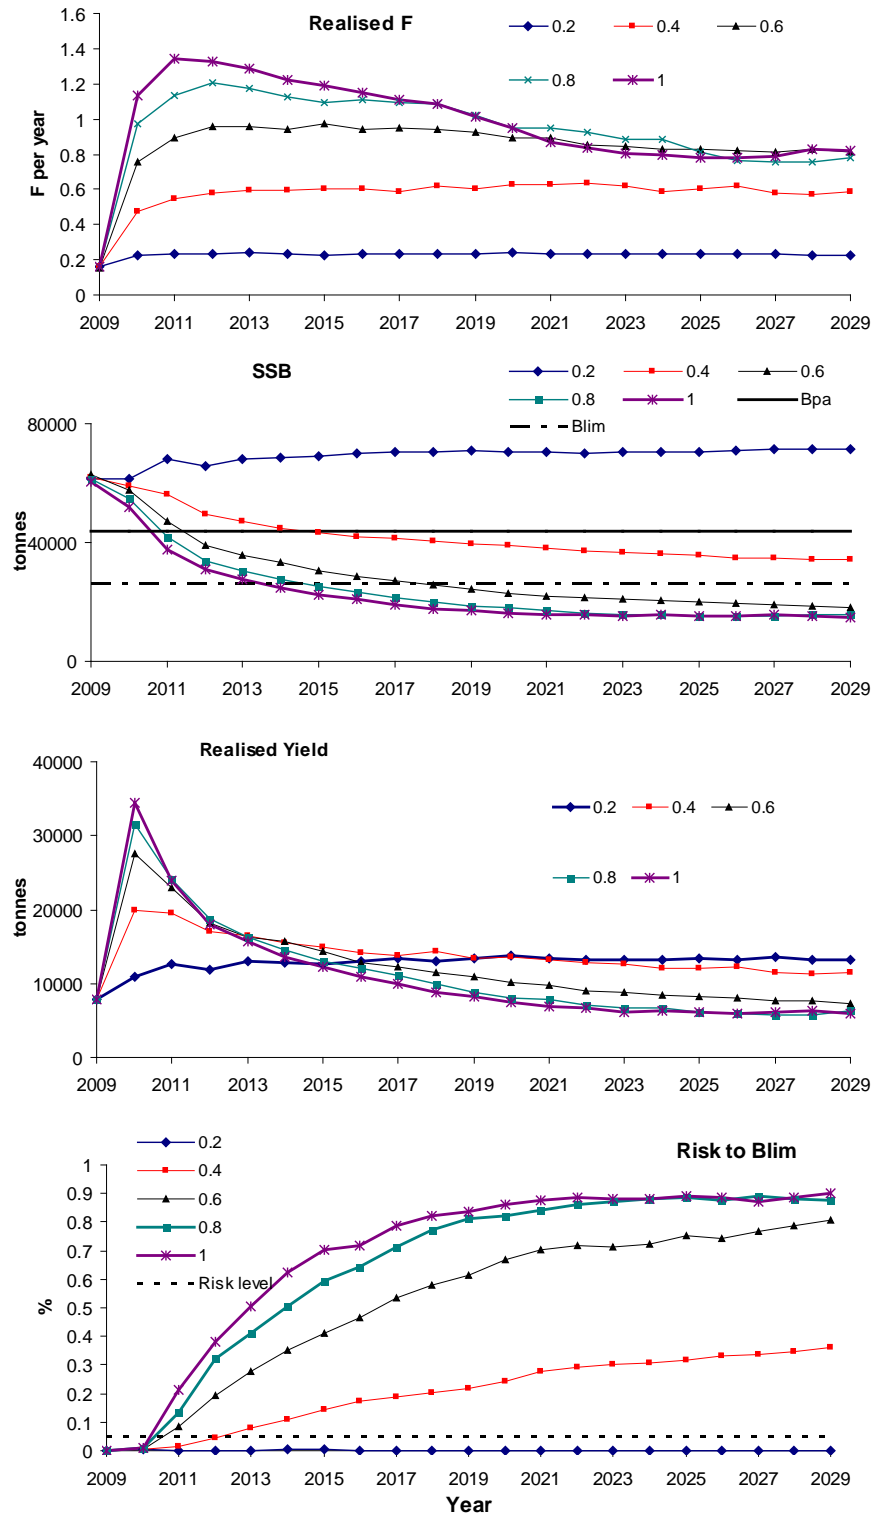 Realised F
0.2 0.4 0.6
0.8 1
F per year
1.6
1.4
1.2
1
0.8
0.6
0.4
0.2
0
2009 2011 2013 2015 2017 2019 2021 2023 2025 2027 2029
SSB
0.2 0.4 0.6
0.8 1 Bpa
Blim
tonnes
80000
40000
0
2009 2011 2013 2015 2017 2019 2021 2023 2025 2027 2029
Realised Yield
0.2 0.4 0.6
0.8 1
tonnes
40000
30000
20000
10000
0
2009 2011 2013 2015 2017 2019 2021 2023 2025 2027 2029
Risk to Blim
0.2
0.4
0.6
0.8
1
Risk level
%
1
0.9
0.8
0.7
0.6
0.5
0.4
0.3
0.2
0.1
0
2009 2011 2013 2015 2017 2019 2021 2023 2025 2027 2029
Year